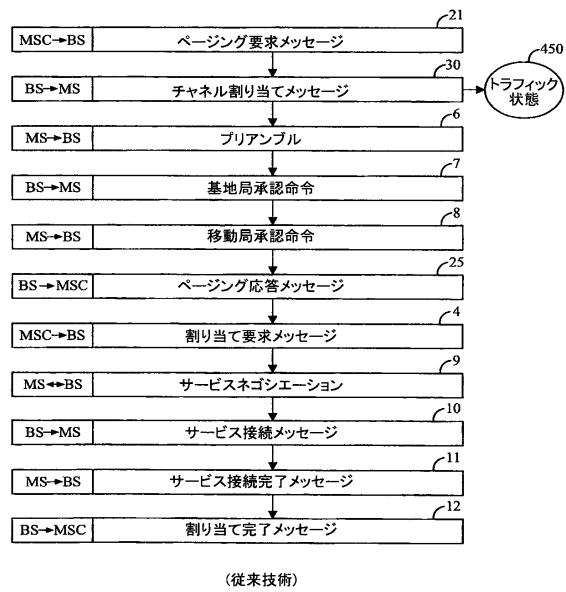 21
MSC→BS ページング要求メッセージ
450
30
BS→MS チャネル割り当てメッセージ
トラフィック
状態
6
MS→BS プリアンブル
7
BS→MS 基地局承認命令
8
MS→BS 移動局承認命令
25
BS→MSC ページング応答メッセージ
4
MSC→BS 割り当て要求メッセージ
9
MS↔BS サービスネゴシエーション
10
BS→MS サービス接続メッセージ
11
MS→BS サービス接続完了メッセージ
12
BS→MSC 割り当て完了メッセージ
(従来技術)